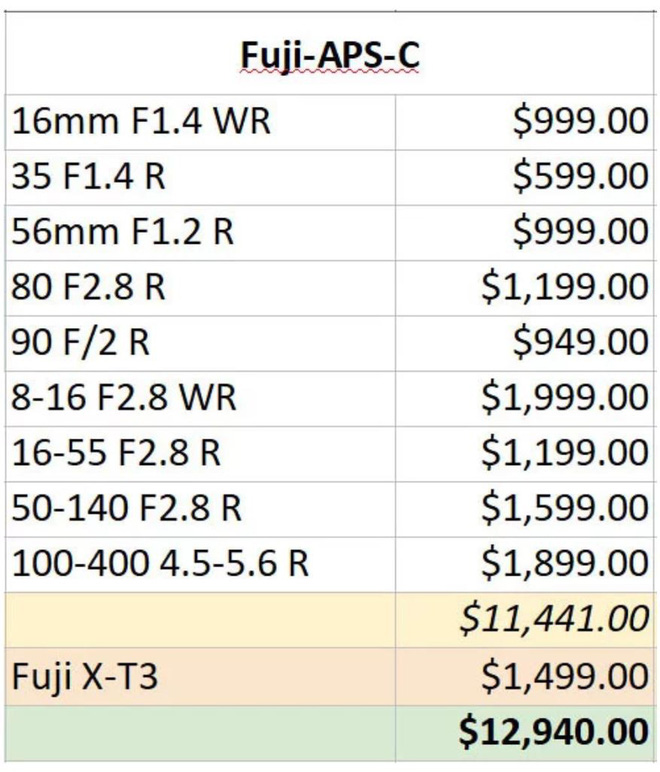 Fuji-APS-C
16mm F1.4 WR $999.00
35 F1.4 R $599.00
56mm F1.2 R $999.00
80 F2.8 R $1,199.00
90 F/2 R $949.00
8-16 F2.8 WR $1,999.00
16-55 F2.8 R $1,199.00
50-140 F2.8 R $1,599.00
100-400 4.5-5.6 R $1,899.00
$11,441.00
Fuji X-T3 $1,499.00
$12,940.00